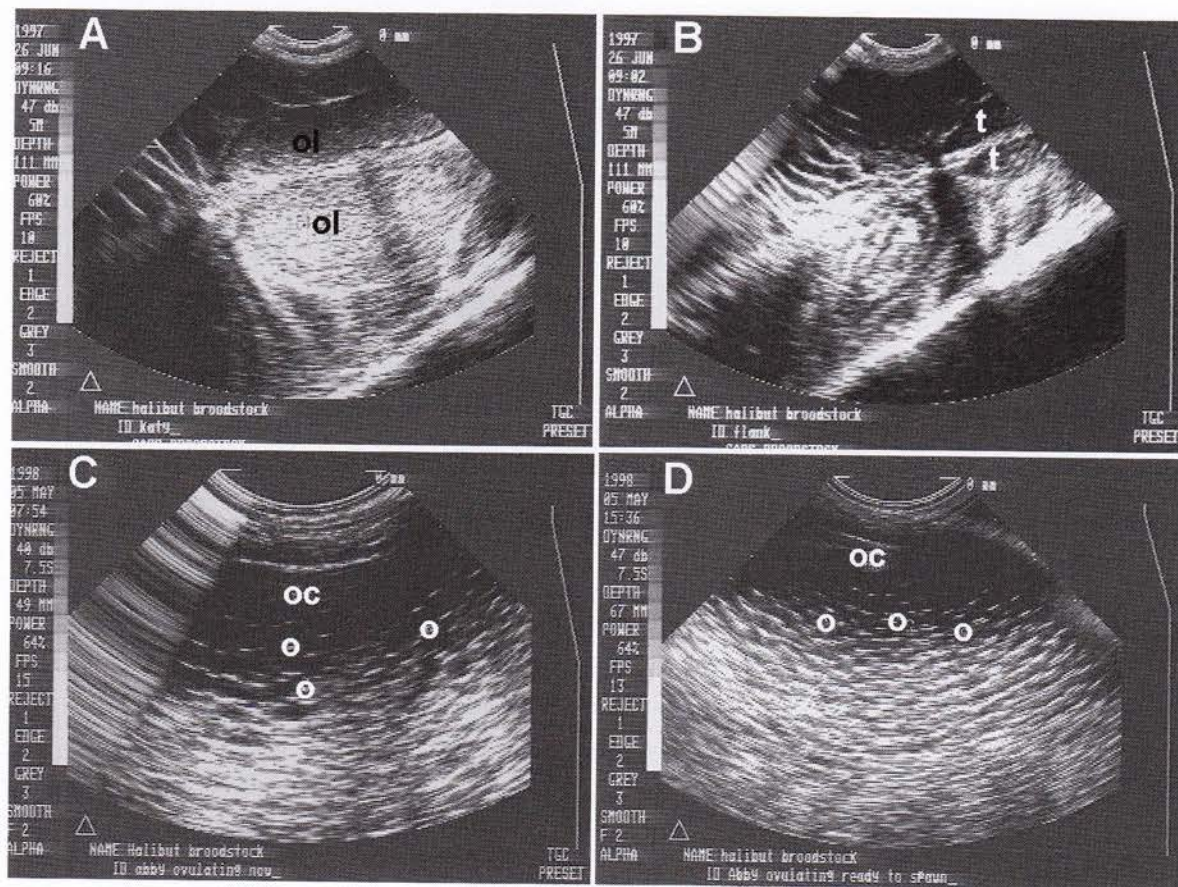 A
1997
26 JUN
09:16
DYNRNG
47 db
5M
DEPTH
111 MM
POWER
60%
FPS
10
REJECT
1
EDGE
2
GREY
3
SMOOTH
2
ALPHA
0 mm
ol
ol
NAME halibut broodstock
ID katy_
TGC
PRESET
B
1997
26 JUN
09:02
DYNRNG
47 db
5M
DEPTH
111 MM
POWER
60%
FPS
10
REJECT
1
EDGE
2
GREY
3
SMOOTH
2
ALPHA
0 mm
t
t
NAME halibut broodstock
ID flank_
TGC
PRESET
C
1998
05 MAY
07:54
DYNRNG
40 db
7.5S
DEPTH
49 MM
POWER
64%
FPS
15
REJECT
1
EDGE
2
GREY
3
SMOOTH
F 2
ALPHA
0 mm
oc
o
o
o
NAME Halibut broodstock
ID abby ovulating now_
TGC
PRESET
D
1998
05 MAY
15:36
DYNRNG
47 db
7.5S
DEPTH
67 MM
POWER
64%
FPS
13
REJECT
1
EDGE
2
GREY
3
SMOOTH
F 2
ALPHA
0 mm
oc
o o o
NAME halibut broodstock
ID Abby ovulating ready to spawn_